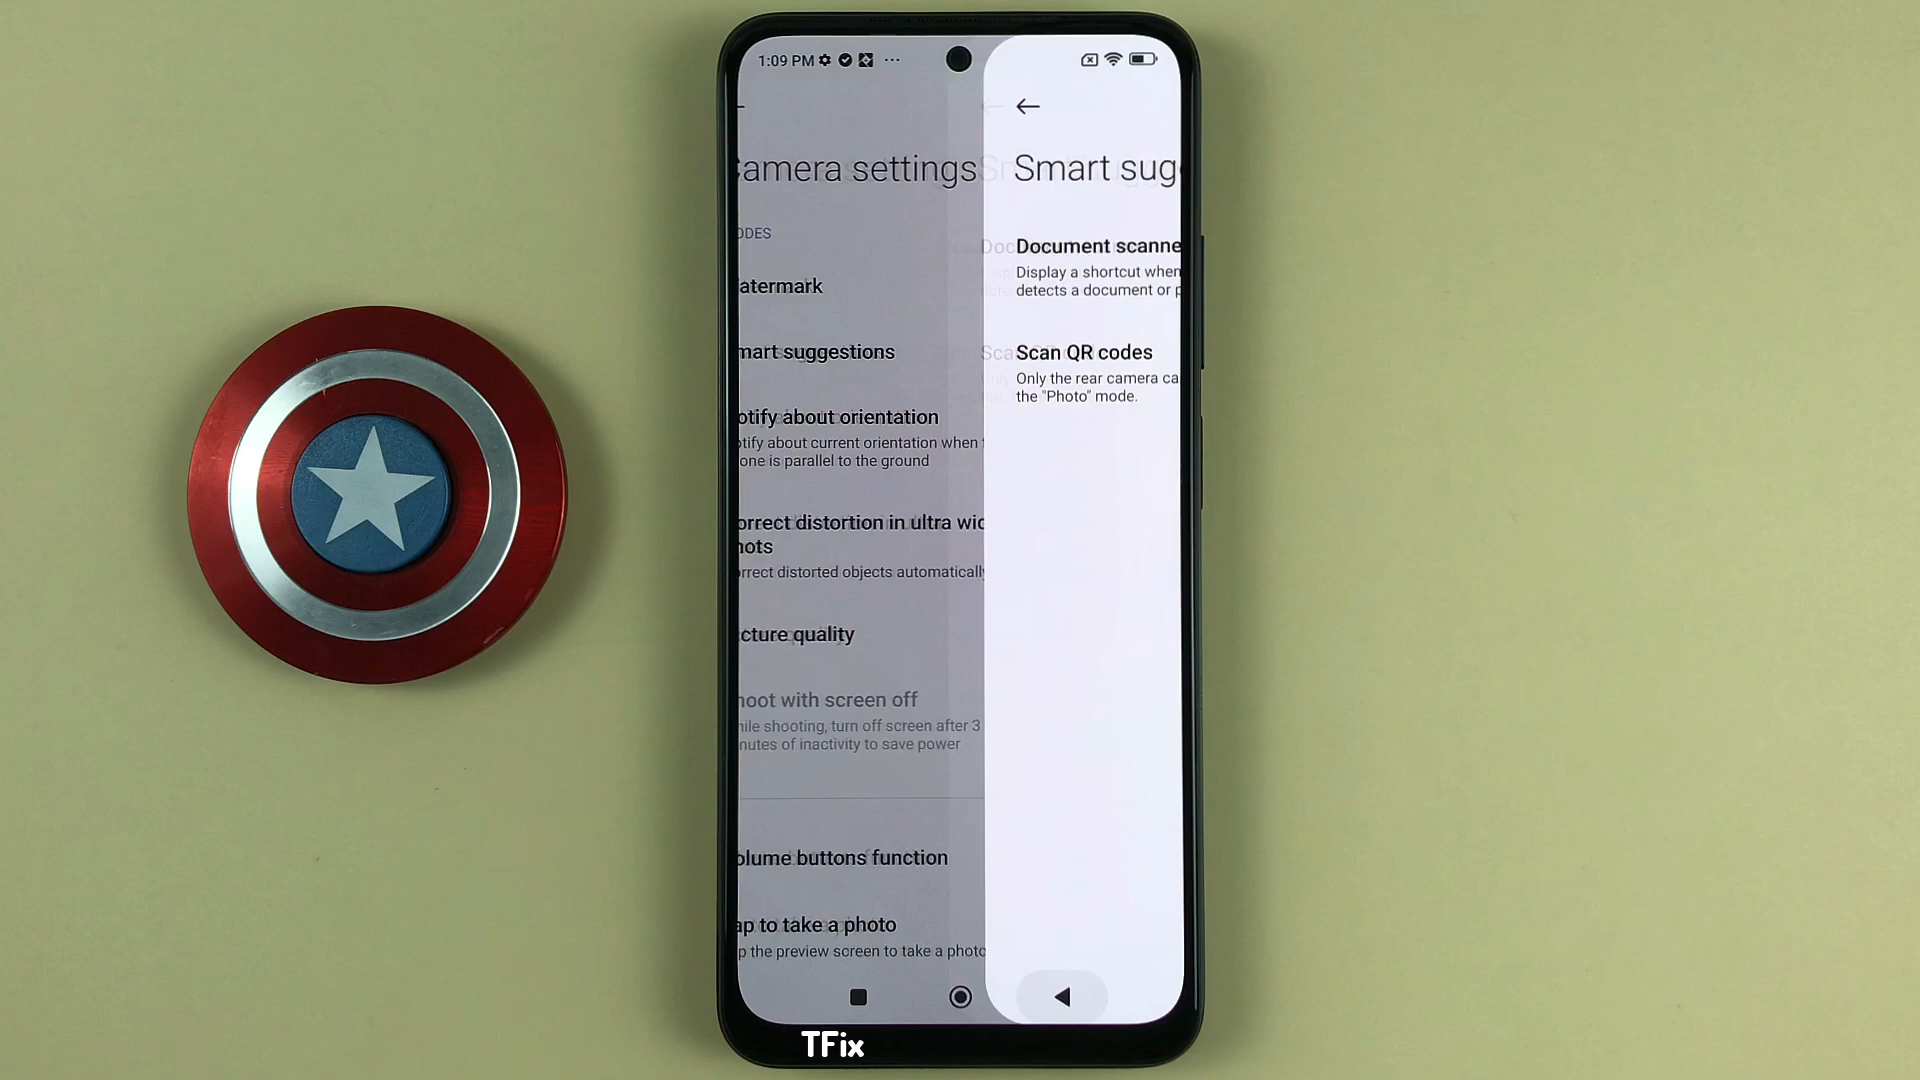 1:09 PM
amera settings
ODES
atermark
mart suggestions
otify about orientation
tify about current orientation when
one is parallel to the ground
orrect distortion in ultra wid
hots
rrect distorted objects automatically
cture quality
hoot with screen off
hile shooting, turn off screen after 3
nutes of inactivity to save power
olume buttons function
ap to take a photo
p the preview screen to take a photo
Smart sug
Document scanne
Display a shortcut when
detects a document or p
Scan QR codes
Only the rear camera ca
the "Photo" mode.
TFix